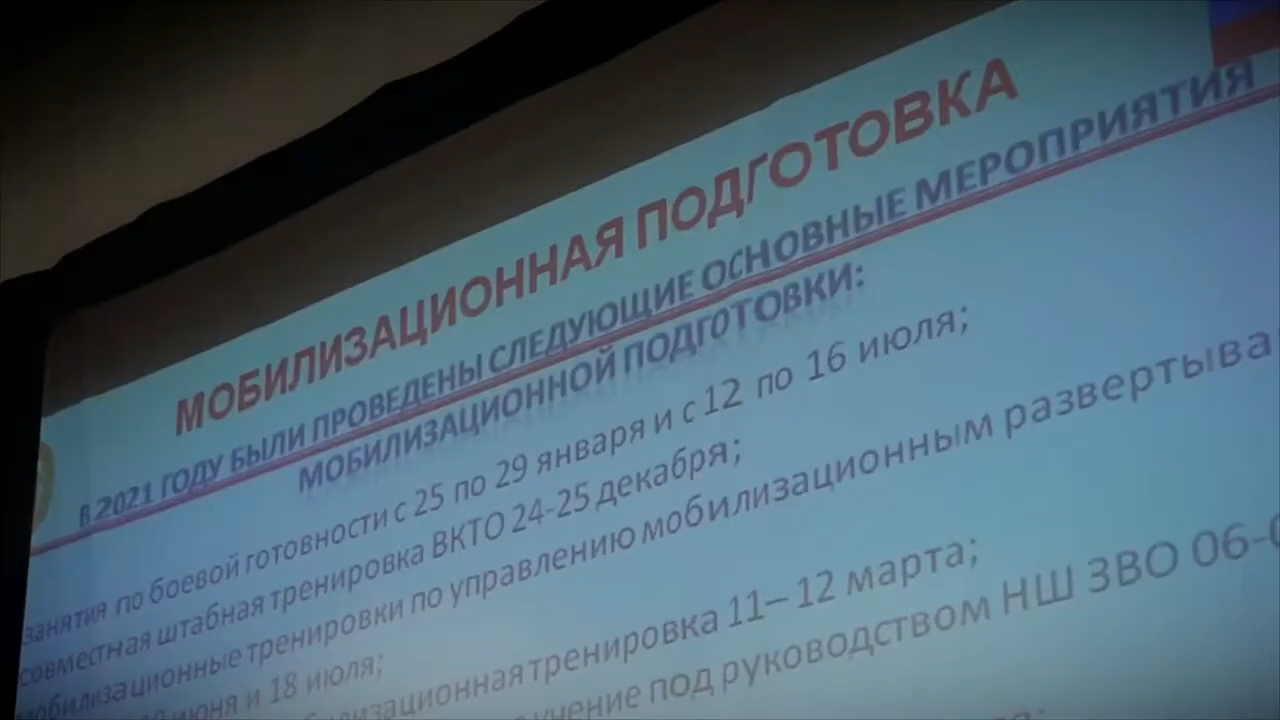 МОБИЛИЗАЦИОННАЯ ПОДГОТОВКА
В 2021 ГОДУ БЫЛИ ПРОВЕДЕНЫ СЛЕДУЮЩИЕ ОСНОВНЫЕ МЕРОПРИЯТИЯ
МОБИЛИЗАЦИОННОЙ ПОДГОТОВКИ:
занятия по боевой готовности с 25 по 29 января и с 12 по 16 июля;
совместная штабная тренировка ВКТО 24-25 декабря;
мобилизационные тренировки по управлению мобилизационным развертыва
июня и 18 июля;
тренировка 11– 12 марта;
под руководством НШ ЗВО 06-